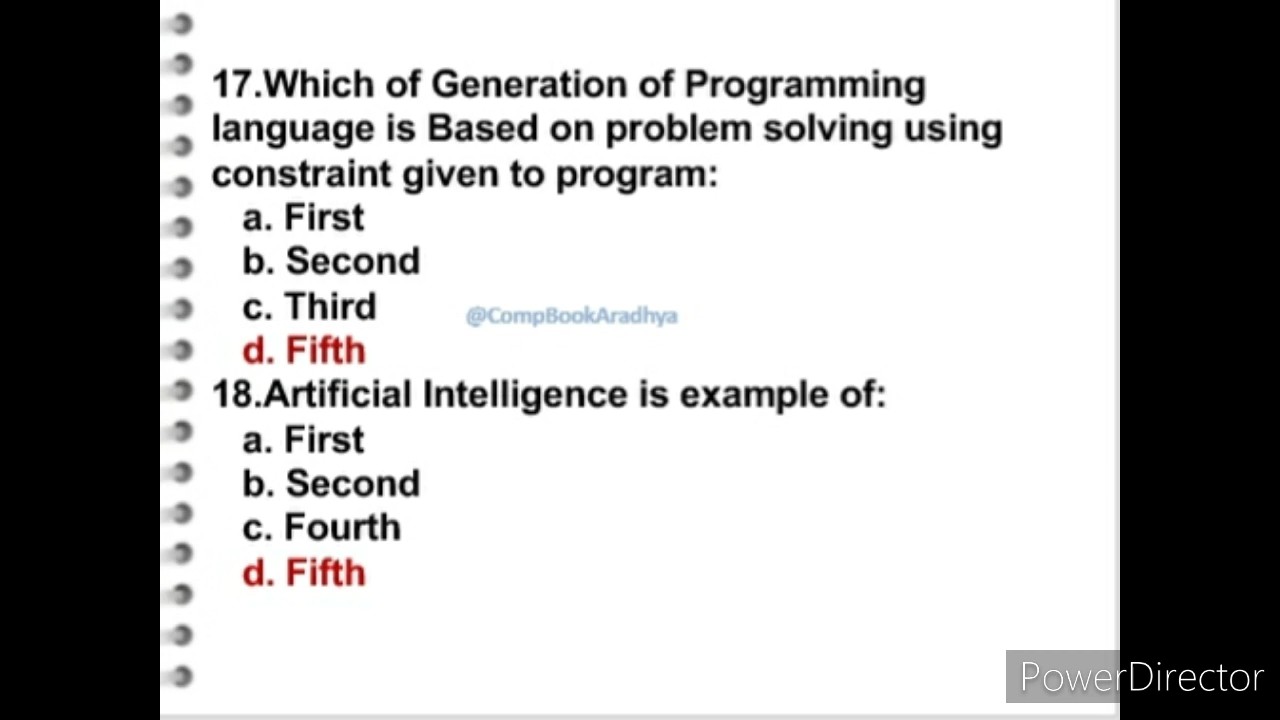 17.Which of Generation of Programming
language is Based on problem solving using
constraint given to program:
a. First
b. Second
c. Third
@CompBookAradhya
d. Fifth
18.Artificial Intelligence is example of:
a. First
b. Second
c. Fourth
d. Fifth
PowerDirector